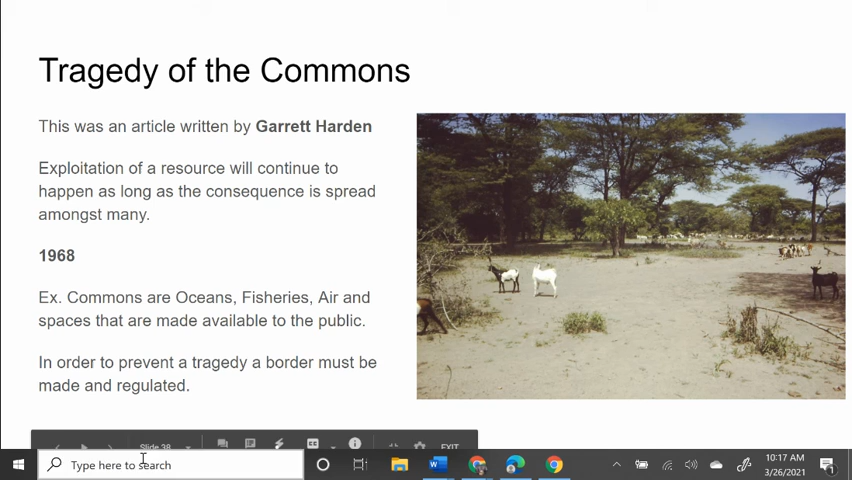 Tragedy of the Commons
This was an article written by Garrett Harden
Exploitation of a resource will continue to
happen as long as the consequence is spread
amongst many.
1968
Ex. Commons are Oceans, Fisheries, Air and
spaces that are made available to the public.
In order to prevent a tragedy a border must be
made and regulated.
Slide 38
EXIT
Type here to search
10:17 AM
3/26/2021